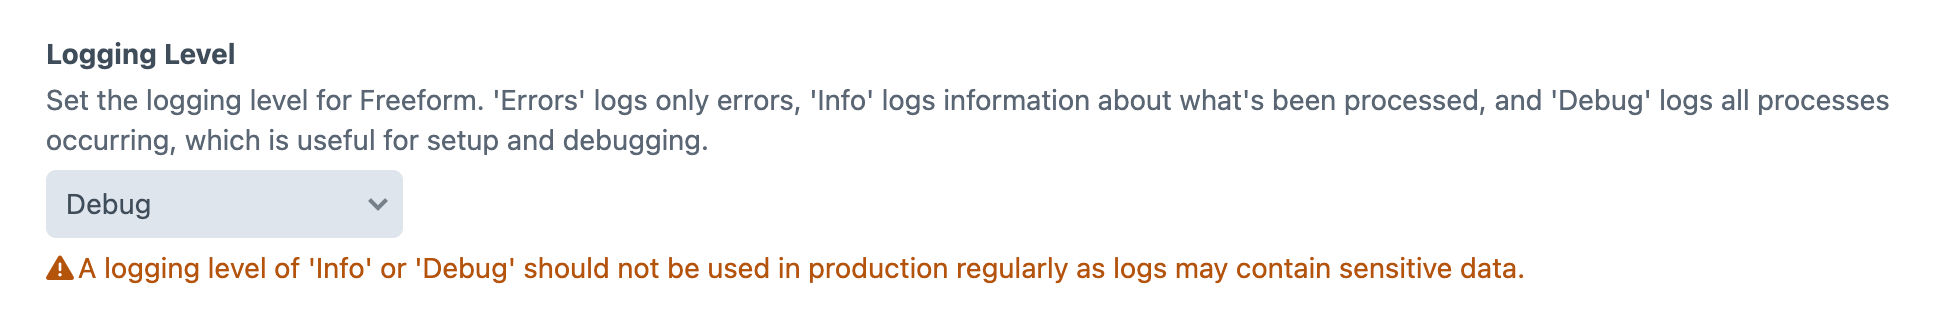 Logging Level
Set the logging level for Freeform. 'Errors' logs only errors, 'Info' logs information about what's been processed, and 'Debug' logs all processes
occurring, which is useful for setup and debugging.
Debug
A logging level of 'Info' or 'Debug' should not be used in production regularly as logs may contain sensitive data.